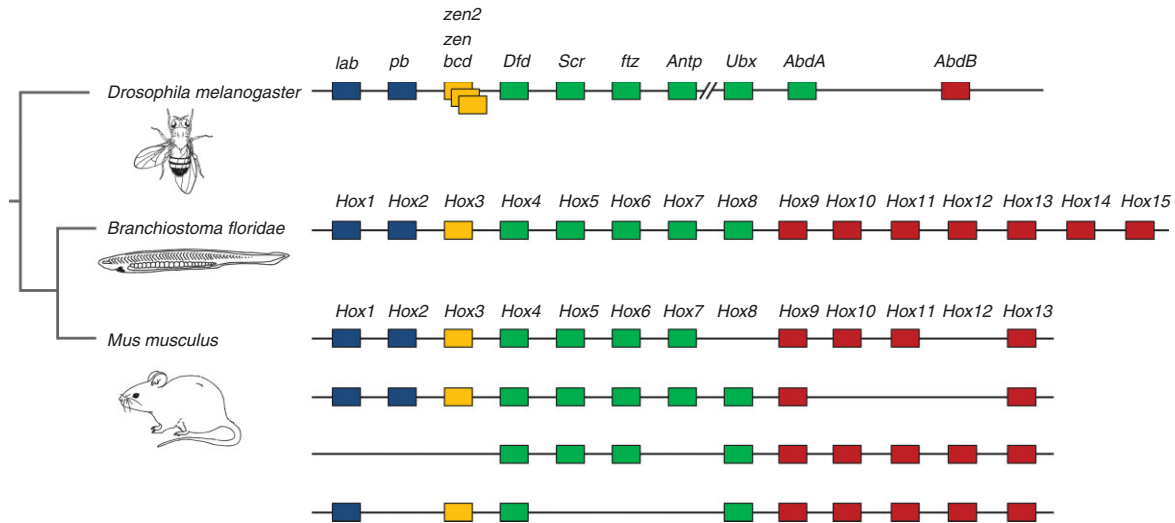 zen2
zen
lab pb bcd Dfd Scr ftz Antp Ubx AbdA AbdB
Drosophila melanogaster
Hox1 Hox2 Hox3 Hox4 Hox5 Hox6 Hox7 Hox8 Hox9 Hox10 Hox11 Hox12 Hox13 Hox14 Hox15
Branchiostoma floridae
Hox1 Hox2 Hox3 Hox4 Hox5 Hox6 Hox7 Hox8 Hox9 Hox10 Hox11 Hox12 Hox13
Mus musculus